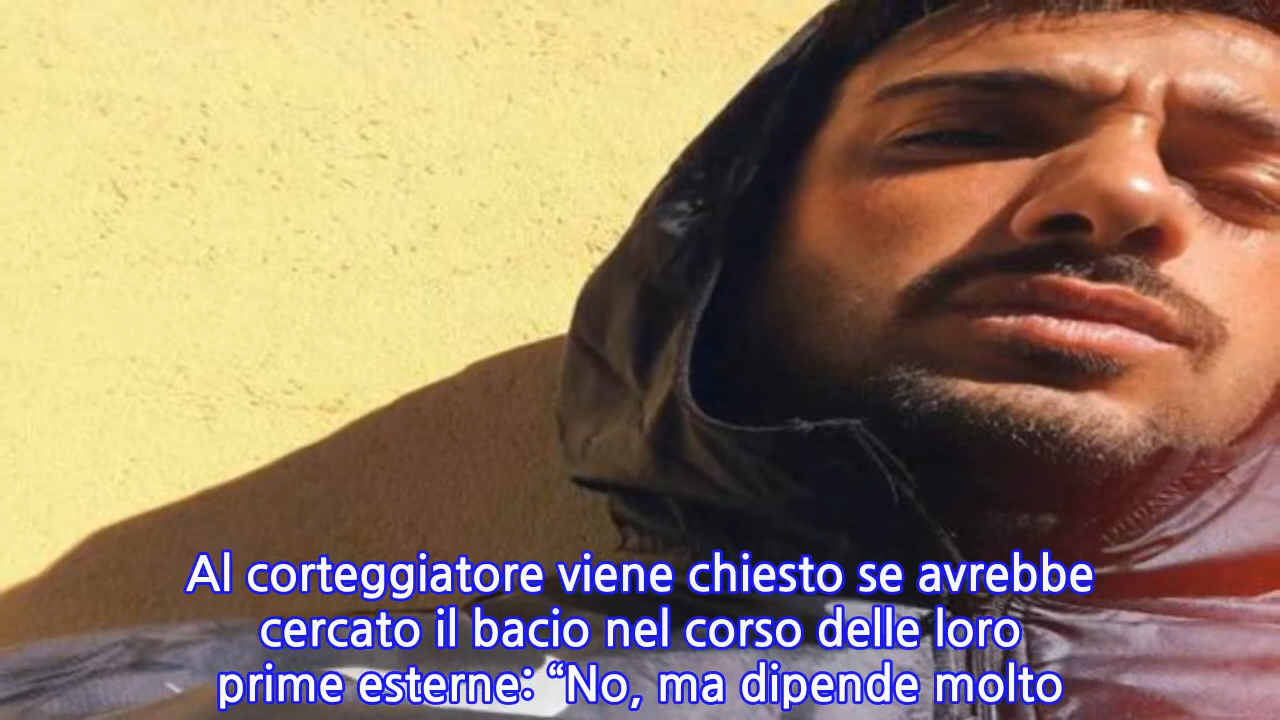 Al corteggiatore viene chiesto se avrebbe
cercato il bacio nel corso delle loro
prime esterne: “No, ma dipende molto